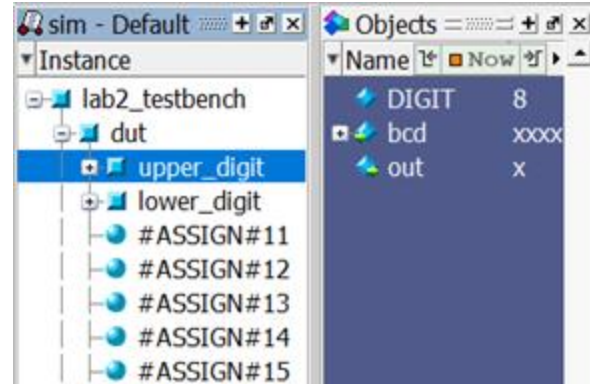 sim - Default
Instance
lab2_testbench
dut
upper_digit
lower_digit
#ASSIGN#11
#ASSIGN#12
#ASSIGN#13
#ASSIGN#14
#ASSIGN#15
Objects
Name Now
DIGIT 8
bcd xxxx
out x